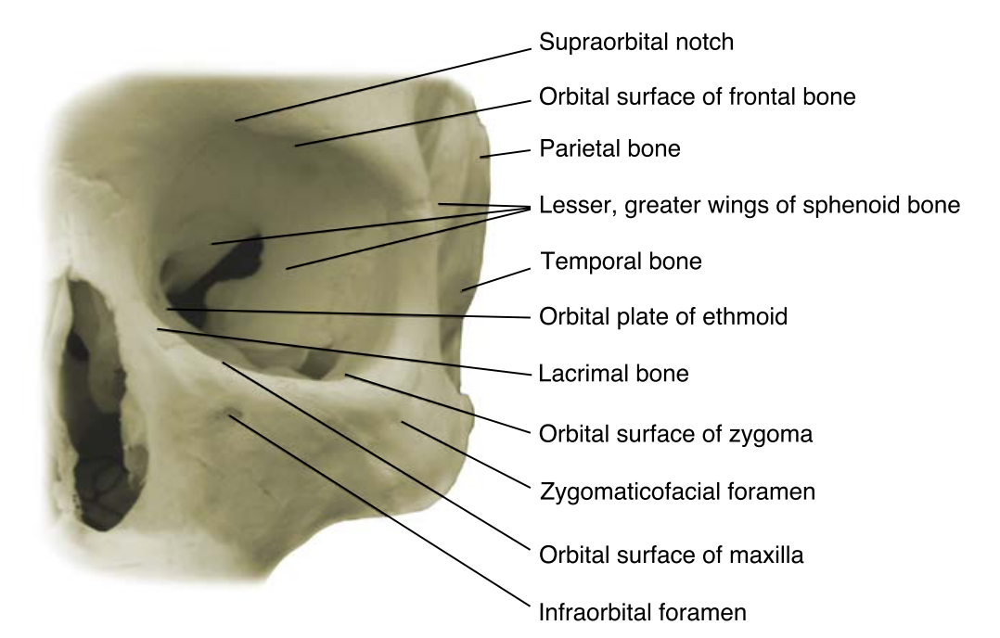 Supraorbital notch
Orbital surface of frontal bone
Parietal bone
Lesser, greater wings of sphenoid bone
Temporal bone
Orbital plate of ethmoid
Lacrimal bone
Orbital surface of zygoma
Zygomaticofacial foramen
Orbital surface of maxilla
Infraorbital foramen